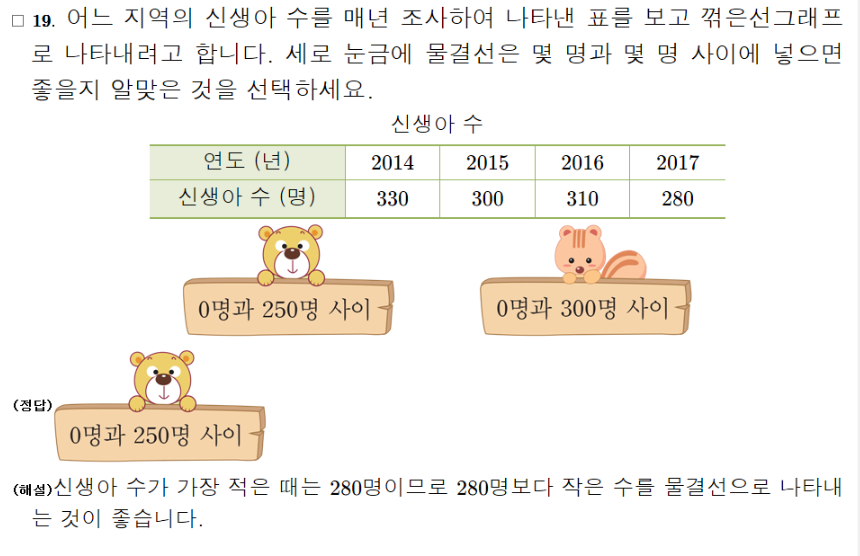 □ 19. 어느 지역의 신생아 수를 매년 조사하여 나타낸 표를 보고 꺾은선그래프
로 나타내려고 합니다. 세로 눈금에 물결선은 몇 명과 몇 명 사이에 넣으면
좋을지 알맞은 것을 선택하세요.
신생아 수
연도 (년) 2014 2015 2016 2017
신생아 수 (명) 330 300 310 280
0명과 250명 사이 0명과 300명 사이
(정답)
0명과 250명 사이
(해설)신생아 수가 가장 적은 때는 280명이므로 280명보다 작은 수를 물결선으로 나타내
는 것이 좋습니다.